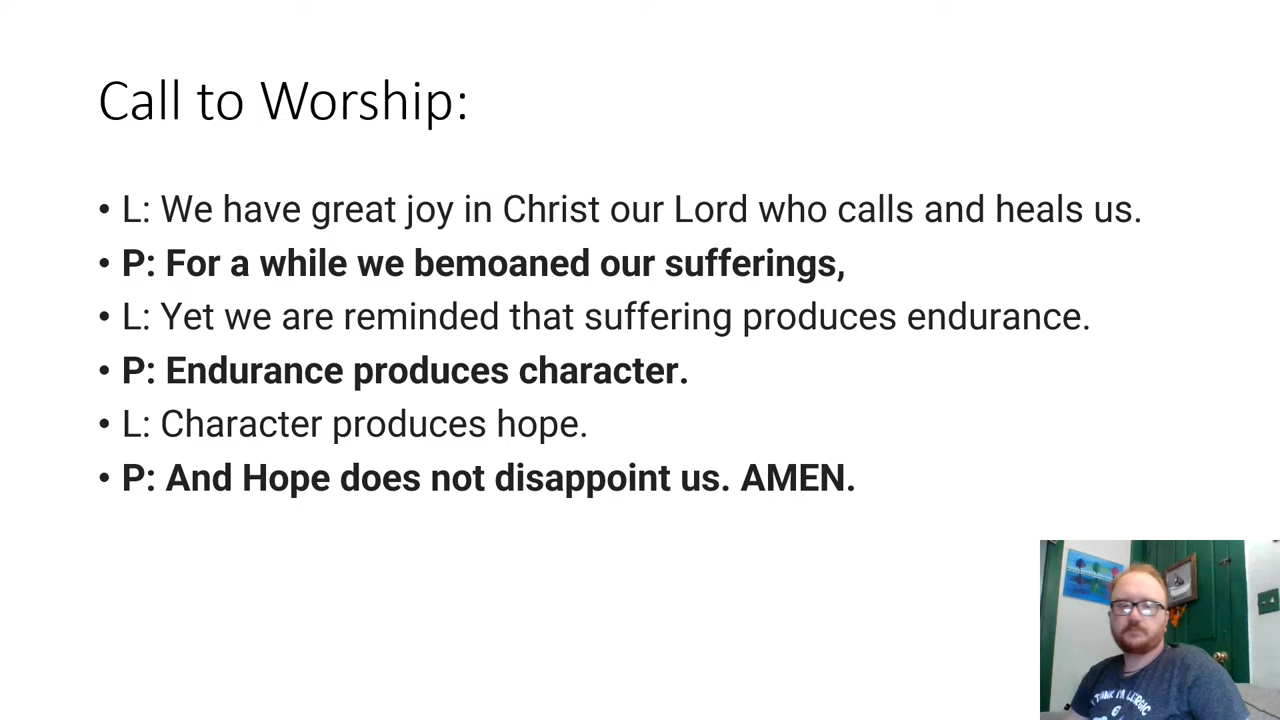 Call to Worship:
• L: We have great joy in Christ our Lord who calls and heals us.
• P: For a while we bemoaned our sufferings,
• L: Yet we are reminded that suffering produces endurance.
• P: Endurance produces character.
• L: Character produces hope.
• P: And Hope does not disappoint us. AMEN.
I THINK I'M